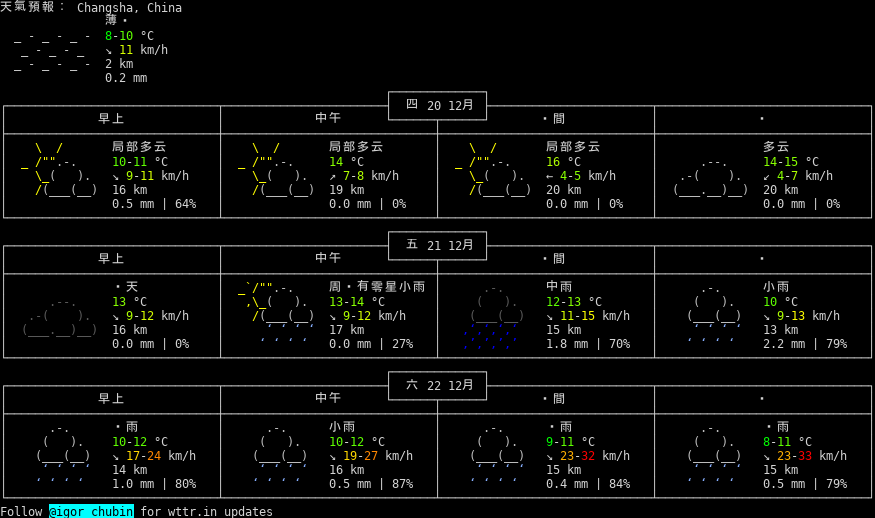 天氣預報： Changsha, China
薄・
8-10 °C
↘ 11 km/h
2 km
0.2 mm
四 20 12月
早上 中午 ・間 ・
局部多云 局部多云 局部多云 多云
10-11 °C 14 °C 16 °C 14-15 °C
↘ 9-11 km/h ↗ 7-8 km/h ← 4-5 km/h ↙ 4-7 km/h
16 km 19 km 20 km 20 km
0.5 mm | 64% 0.0 mm | 0% 0.0 mm | 0% 0.0 mm | 0%
五 21 12月
早上 中午 ・間 ・
・天 周・有零星小雨 中雨 小雨
13 °C 13-14 °C 12-13 °C 10 °C
↘ 9-12 km/h ↘ 9-12 km/h ↘ 11-15 km/h ↘ 9-13 km/h
16 km 17 km 15 km 13 km
0.0 mm | 0% 0.0 mm | 27% 1.8 mm | 70% 2.2 mm | 79%
六 22 12月
早上 中午 ・間 ・
・雨 小雨 ・雨 ・雨
10-12 °C 10-12 °C 9-11 °C 8-11 °C
↘ 17-24 km/h ↘ 19-27 km/h ↘ 23-32 km/h ↘ 23-33 km/h
14 km 16 km 15 km 15 km
1.0 mm | 80% 0.5 mm | 87% 0.4 mm | 84% 0.5 mm | 79%
Follow @igor_chubin for wttr.in updates